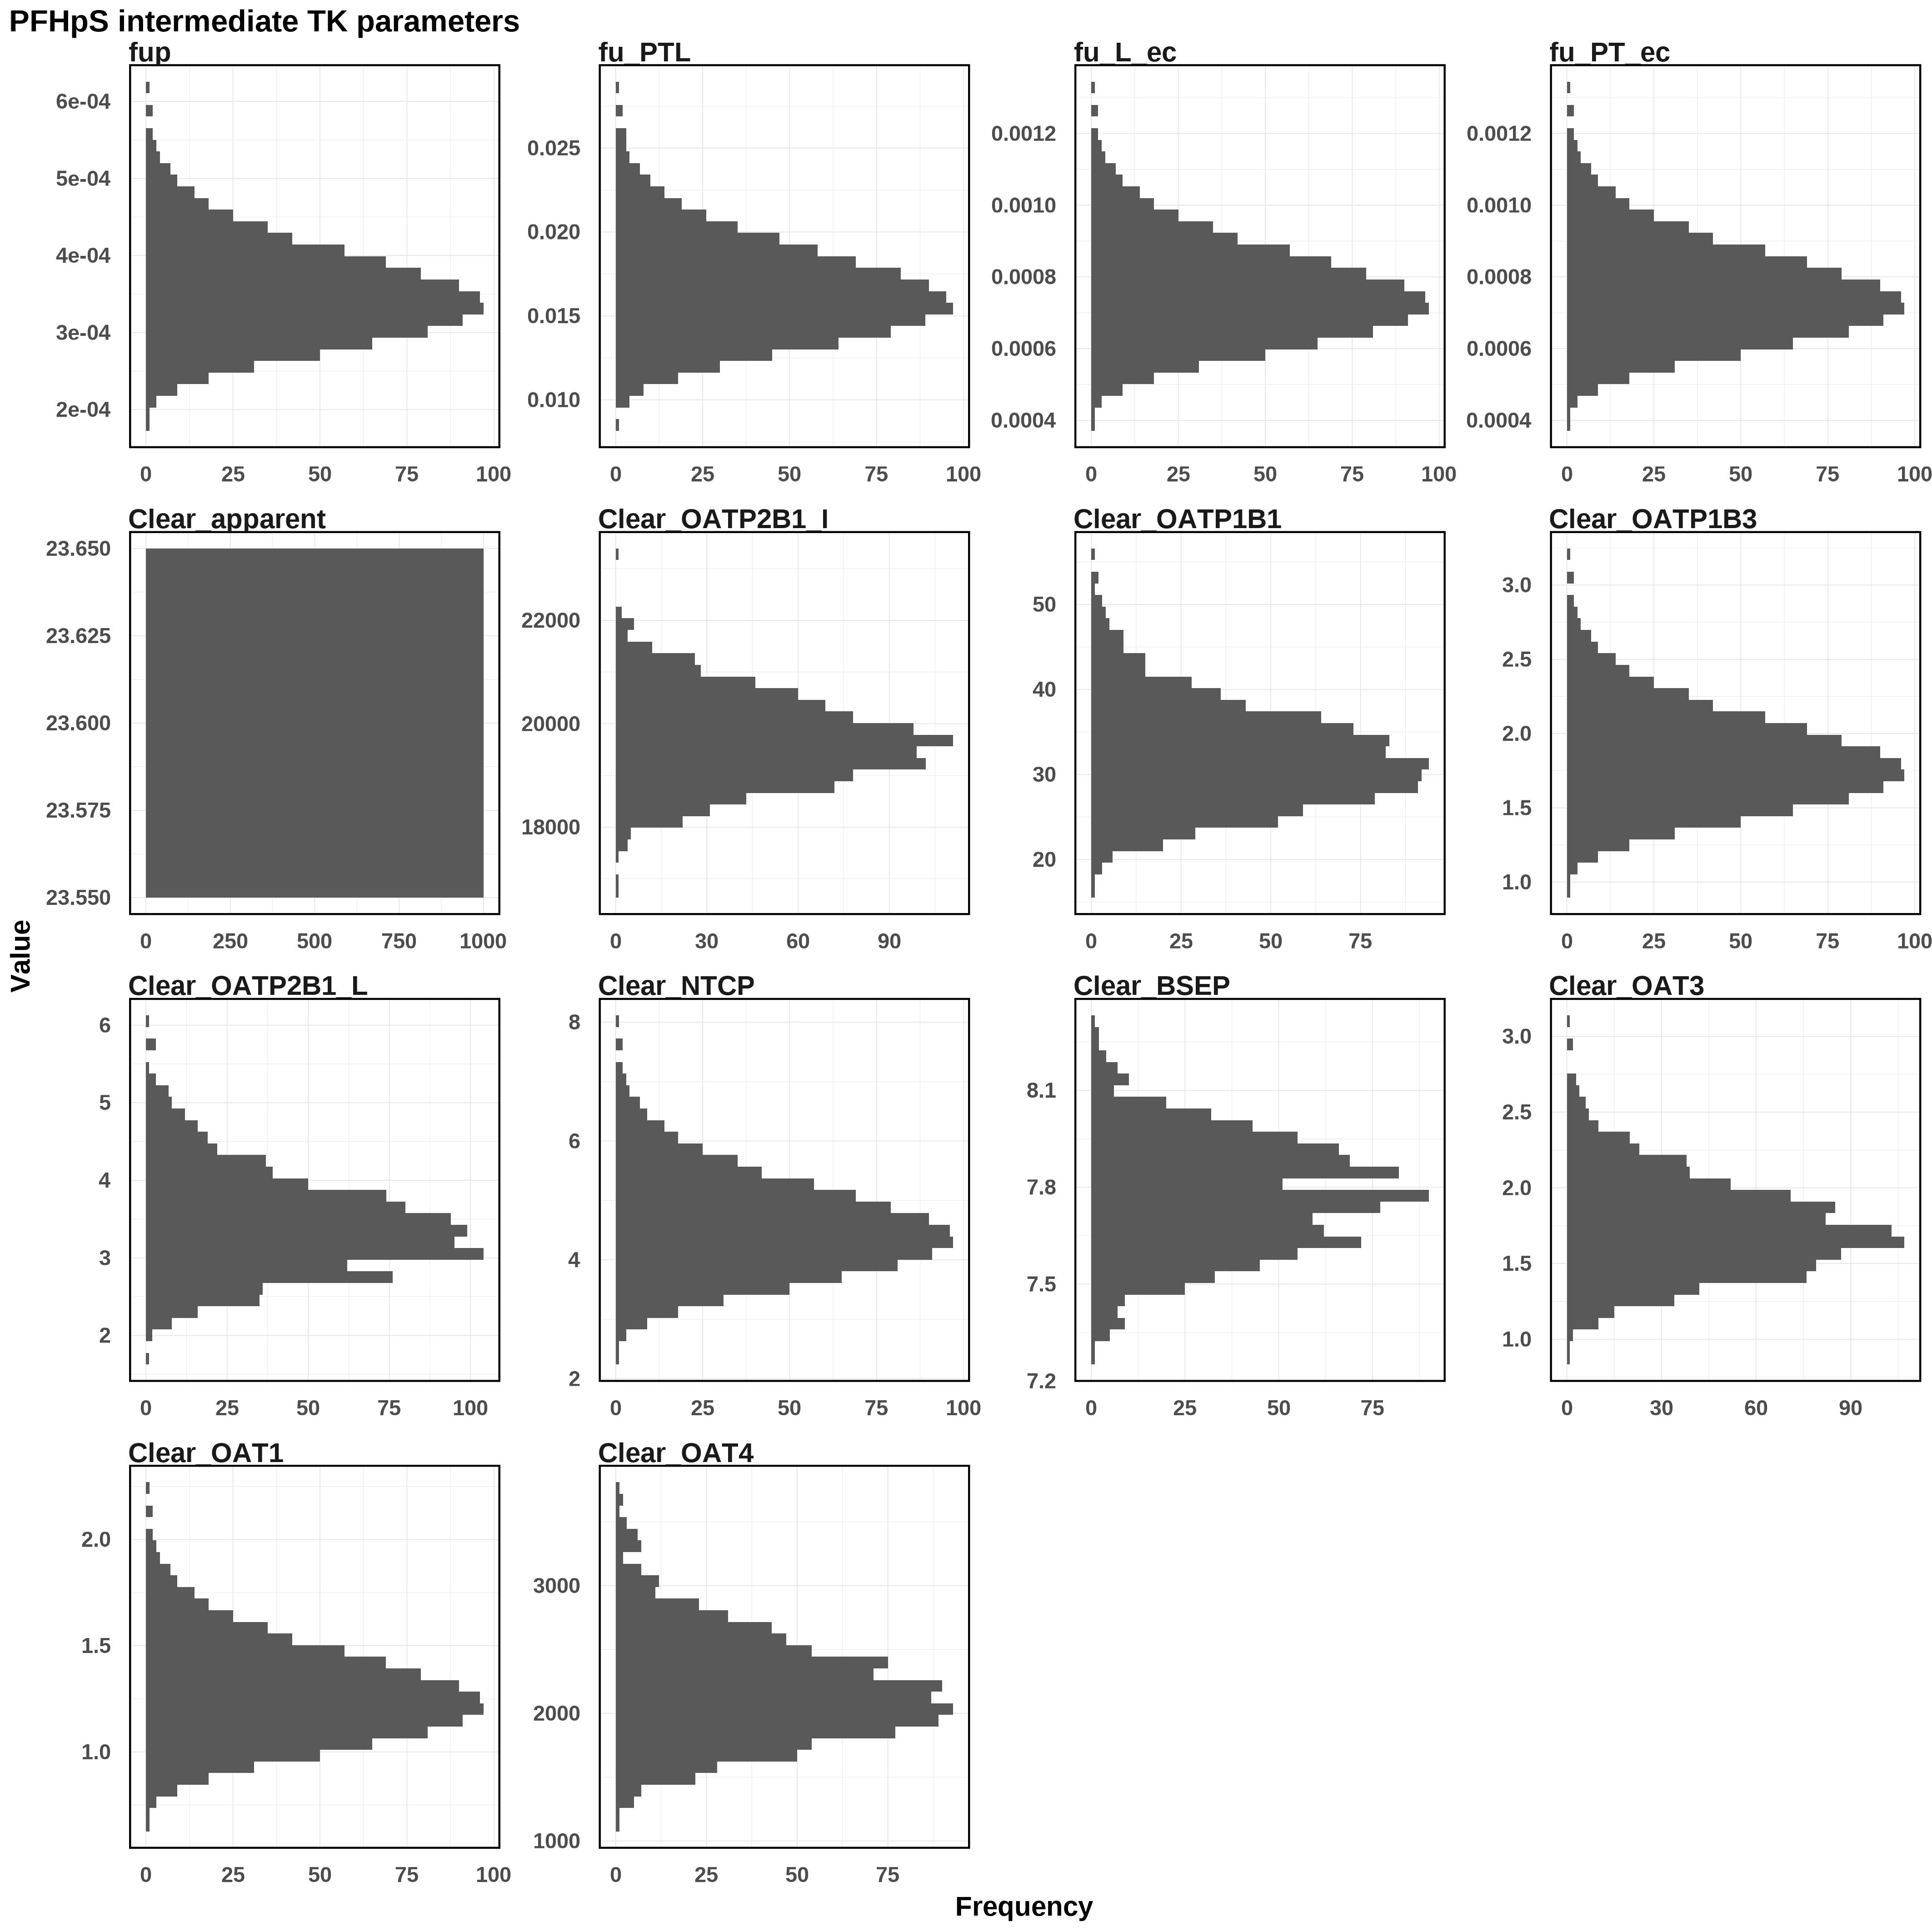 PFHpS intermediate TK parameters
fup fu_PTL fu_L_ec fu_PT_ec
6e-04
5e-04
4e-04
3e-04
2e-04
0 25 50 75 100
0.025
0.020
0.015
0.010
0 25 50 75 100
0.0012
0.0010
0.0008
0.0006
0.0004
0 25 50 75 100
0.0012
0.0010
0.0008
0.0006
0.0004
0 25 50 75 100
Clear_apparent Clear_OATP2B1_I Clear_OATP1B1 Clear_OATP1B3
23.650
23.625
23.600
23.575
23.550
0 250 500 750 1000
22000
20000
18000
0 30 60 90
50
40
30
20
0 25 50 75
3.0
2.5
2.0
1.5
1.0
0 25 50 75 100
Value
Clear_OATP2B1_L Clear_NTCP Clear_BSEP Clear_OAT3
6
5
4
3
2
0 25 50 75 100
8
6
4
2
0 25 50 75 100
8.1
7.8
7.5
7.2
0 25 50 75
3.0
2.5
2.0
1.5
1.0
0 30 60 90
Clear_OAT1 Clear_OAT4
2.0
1.5
1.0
0 25 50 75 100
3000
2000
1000
0 25 50 75
Frequency